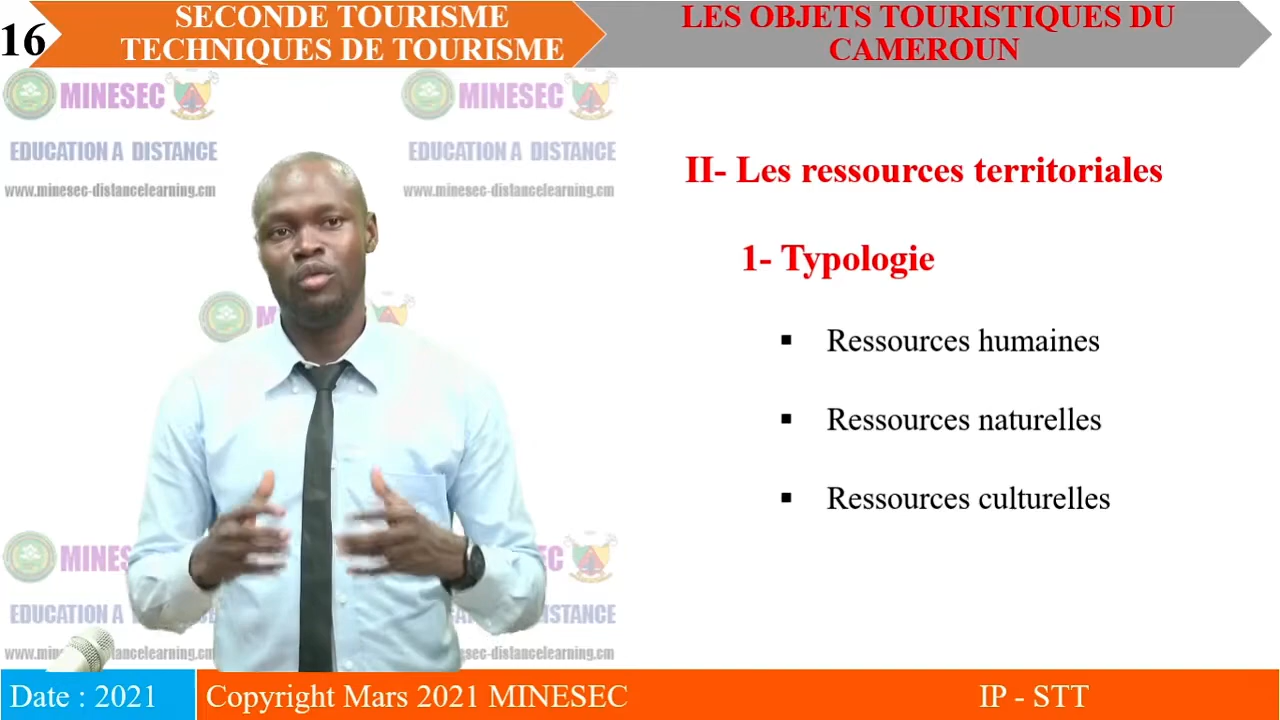 16
SECONDE TOURISME
TECHNIQUES DE TOURISME
LES OBJETS TOURISTIQUES DU
CAMEROUN
MINESEC
EDUCATION A DISTANCE
www.minesec-distancelearning.cm
MINESEC
EDUCATION A DISTANCE
www.minesec-distancelearning.cm
II- Les ressources territoriales
1- Typologie
▪ Ressources humaines
▪ Ressources naturelles
▪ Ressources culturelles
Date : 2021
Copyright Mars 2021 MINESEC
IP - STT